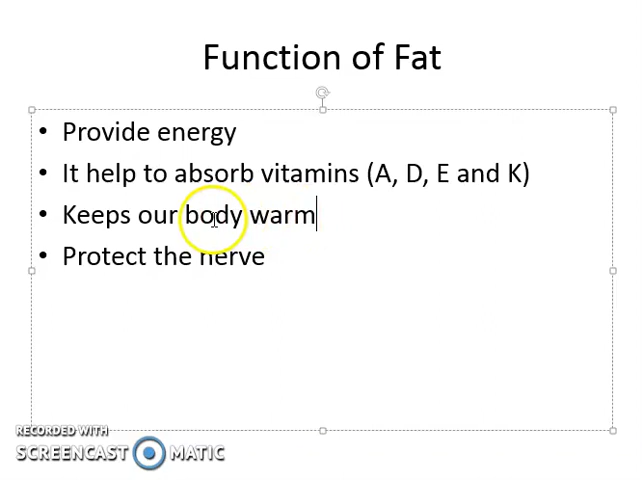 Function of Fat
• Provide energy
• It help to absorb vitamins (A, D, E and K)
• Keeps our body warm
• Protect the nerve
RECORDED WITH
SCREENCAST MATIC